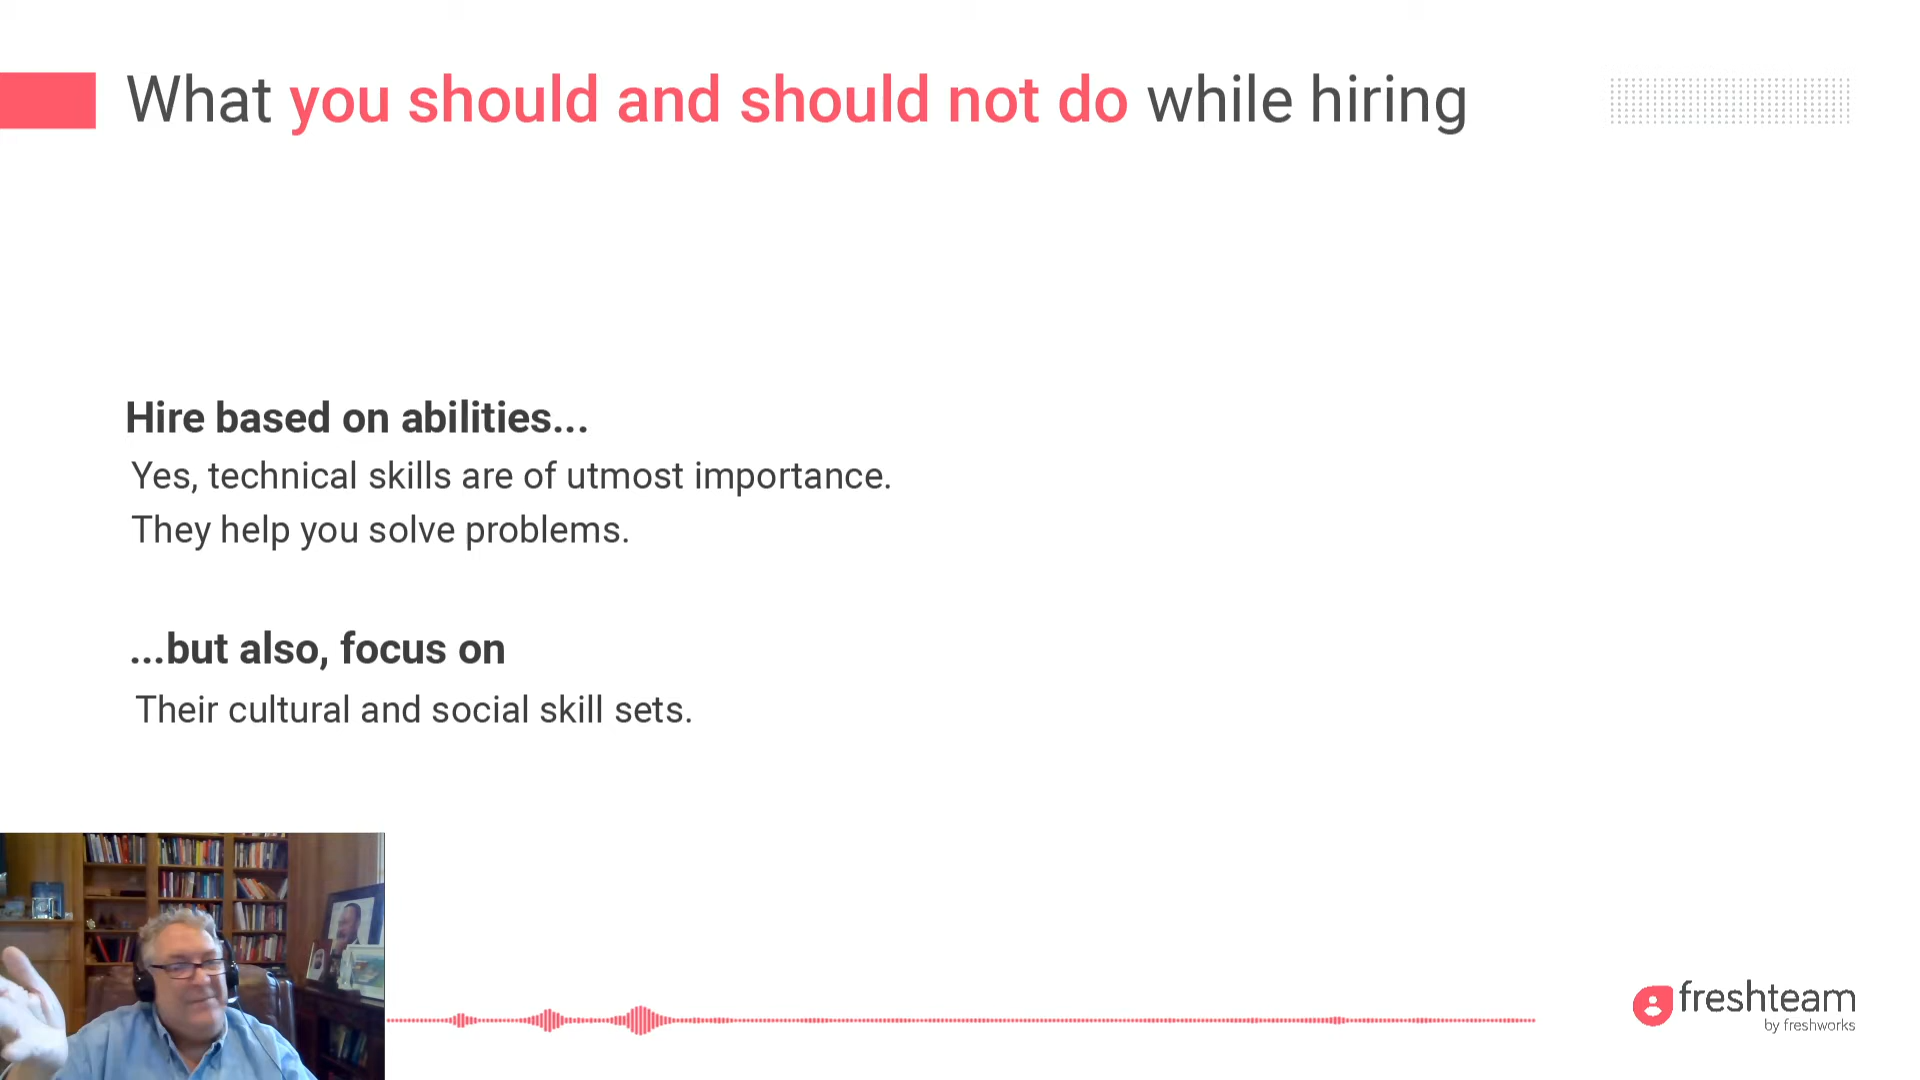 What you should and should not do while hiring
Hire based on abilities...
Yes, technical skills are of utmost importance.
They help you solve problems.
...but also, focus on
Their cultural and social skill sets.
freshteam
by freshworks